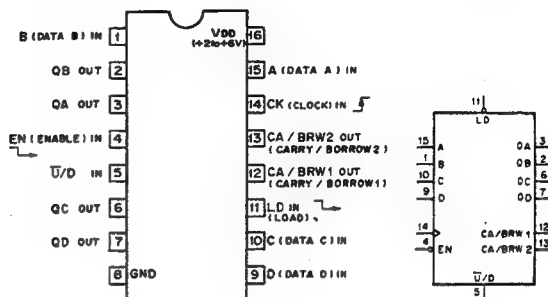 B (DATA B) IN 1
QB OUT 2
QA OUT 3
EN (ENABLE) IN 4
U̅/D IN 5
QC OUT 6
QD OUT 7
8 GND
VDD 16
(+2to+6V)
15 A (DATA A) IN
14 CK (CLOCK) IN
13 CA/BRW2 OUT
(CARRY/BORROW2)
12 CA/BRW1 OUT
(CARRY/BORROW1)
11 LD IN
(LOAD)
10 C (DATA C) IN
9 D (DATA D) IN
11
LD
15 A QA 3
1 B QB 2
10 C QC 6
9 D QD 7
14 CA/BRW1 12
4 EN CA/BRW2 13
U̅/D
5